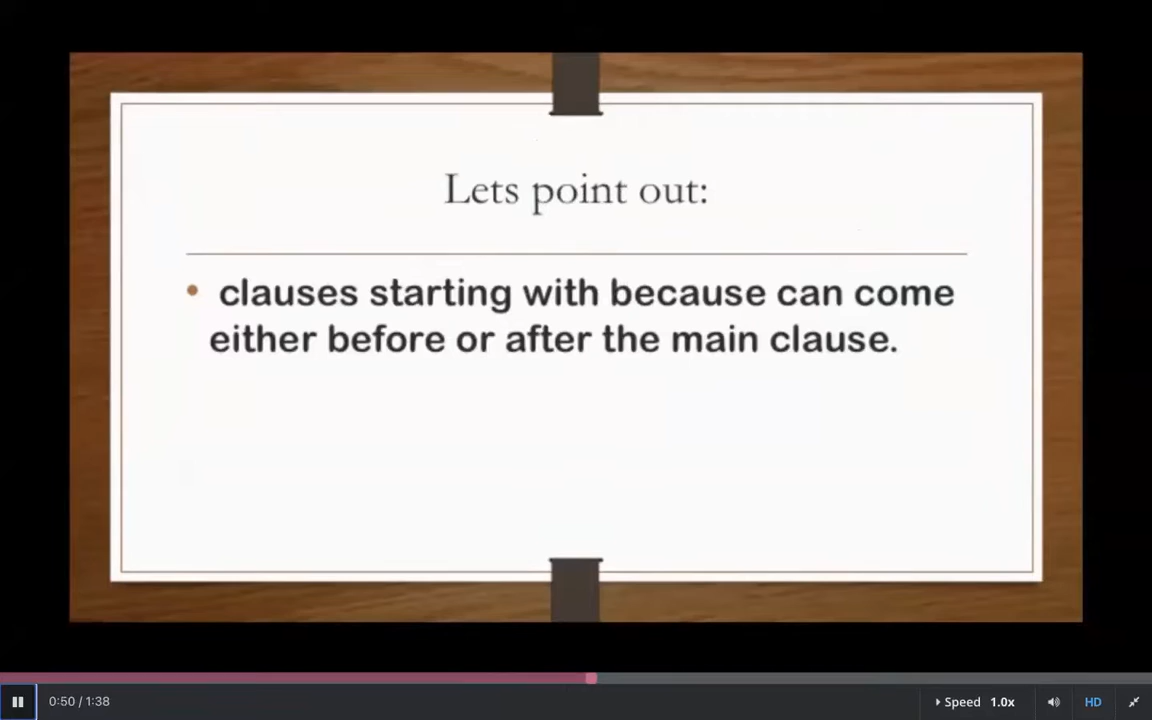 Lets point out:
• clauses starting with because can come
either before or after the main clause.
0:50 / 1:38
Speed 1.0x
HD